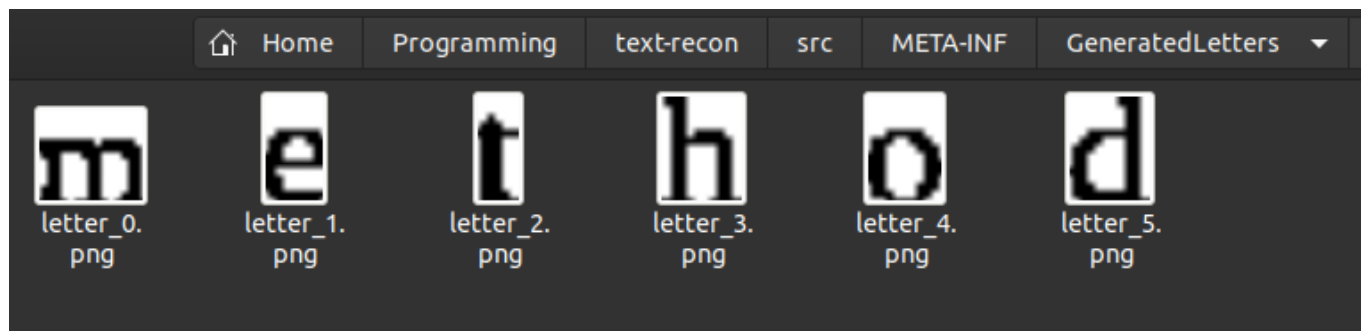 Home Programming text-recon src META-INF GeneratedLetters
m e t h o d
letter_0.png letter_1.png letter_2.png letter_3.png letter_4.png letter_5.png